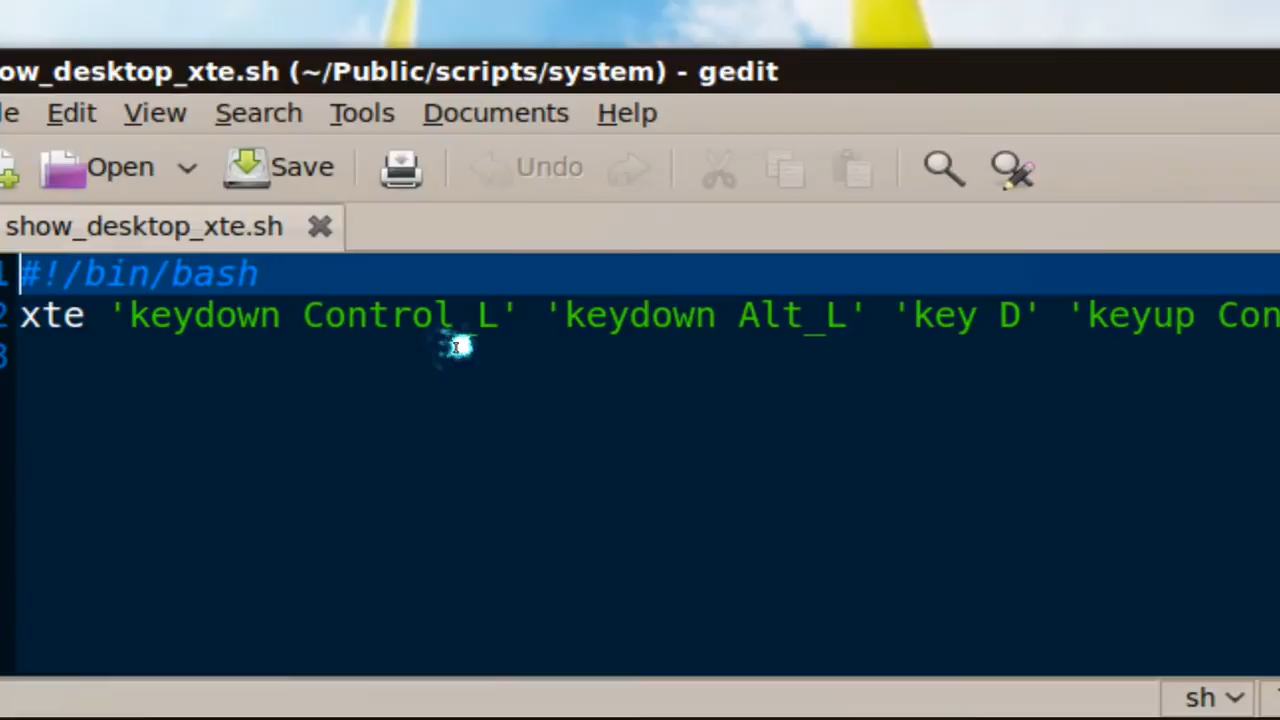 ow_desktop_xte.sh (~/Public/scripts/system) - gedit
le Edit View Search Tools Documents Help
Open Save Undo
show_desktop_xte.sh
1 #!/bin/bash
2 xte 'keydown Control_L' 'keydown Alt_L' 'key D' 'keyup Con
3
sh